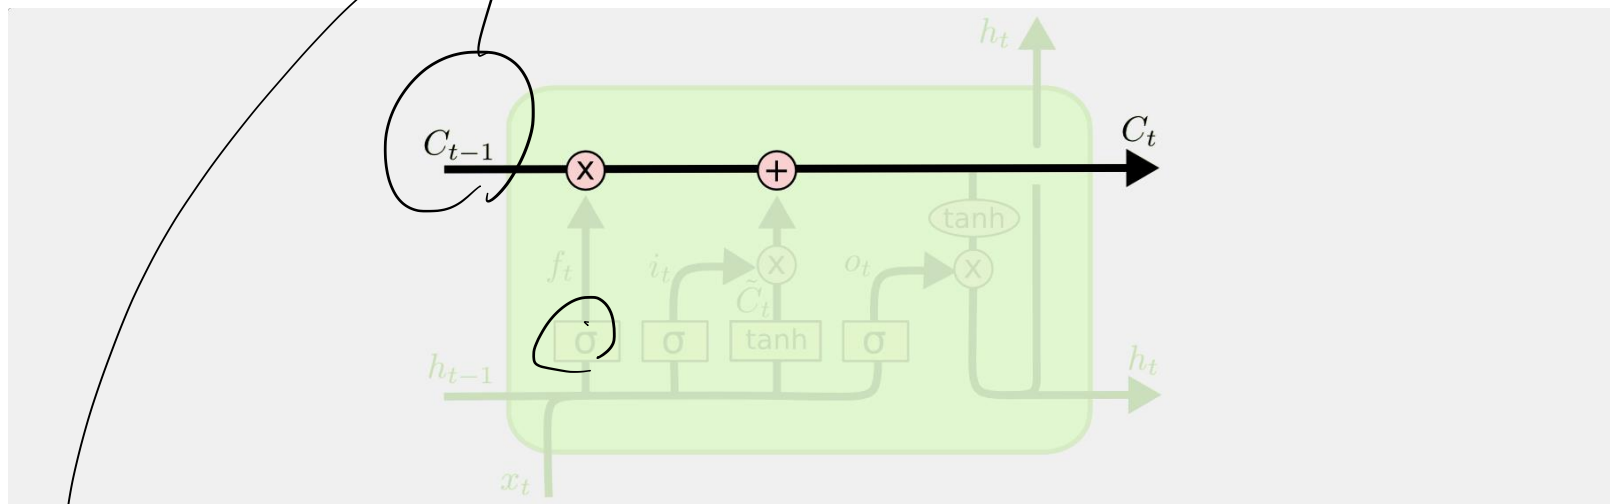 h_t
C_{t-1}
C_t
x
+
tanh
f_t
i_t
x
o_t
x
C̃_t
σ
σ
tanh
σ
h_{t-1}
h_t
x_t